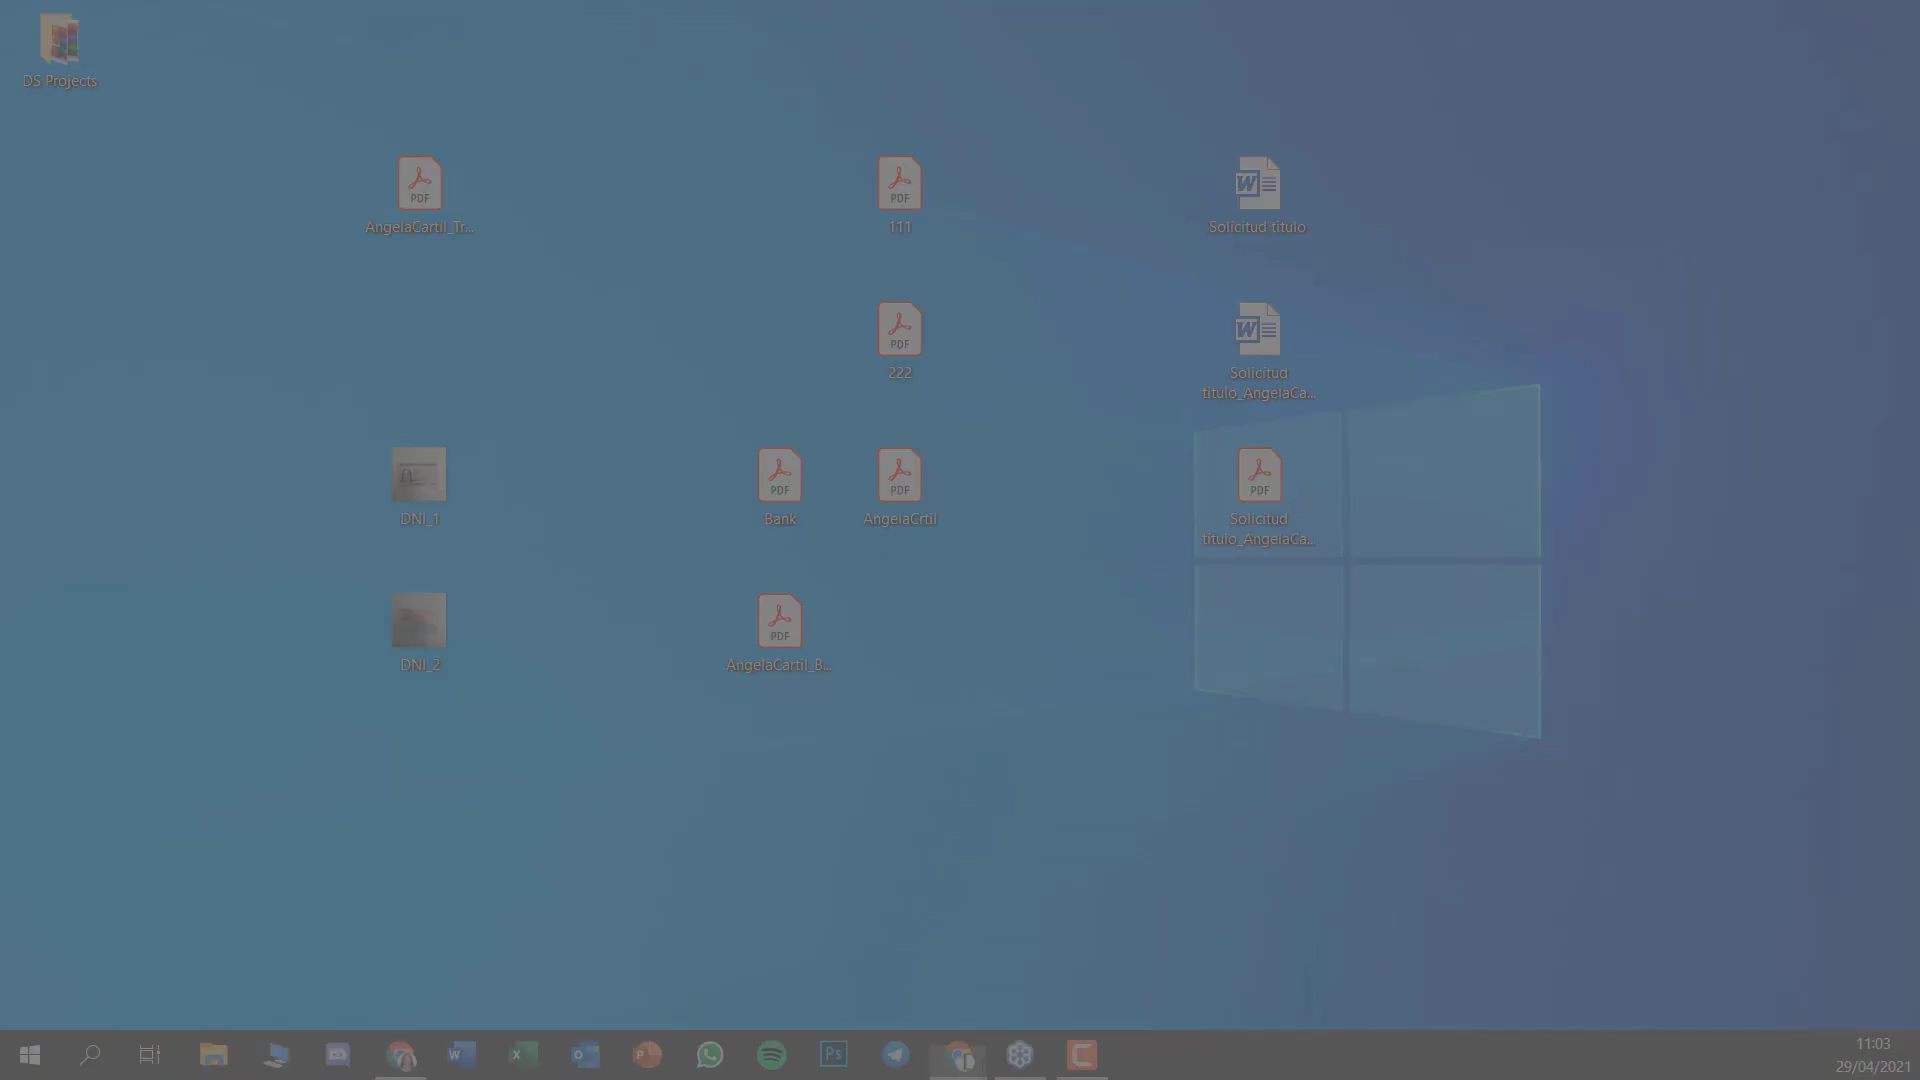 DS Projects
PDF
AngelaCartil_Tr...
PDF
111
W
Solicitud titulo
PDF
222
W
Solicitud
titulo_AngelaCa...
DNI_1
PDF
Bank
PDF
AngelaCrtil
PDF
Solicitud
titulo_AngelaCa...
DNI_2
PDF
AngelaCartil_B...
W
X
O
P
Ps
11:03
29/04/2021